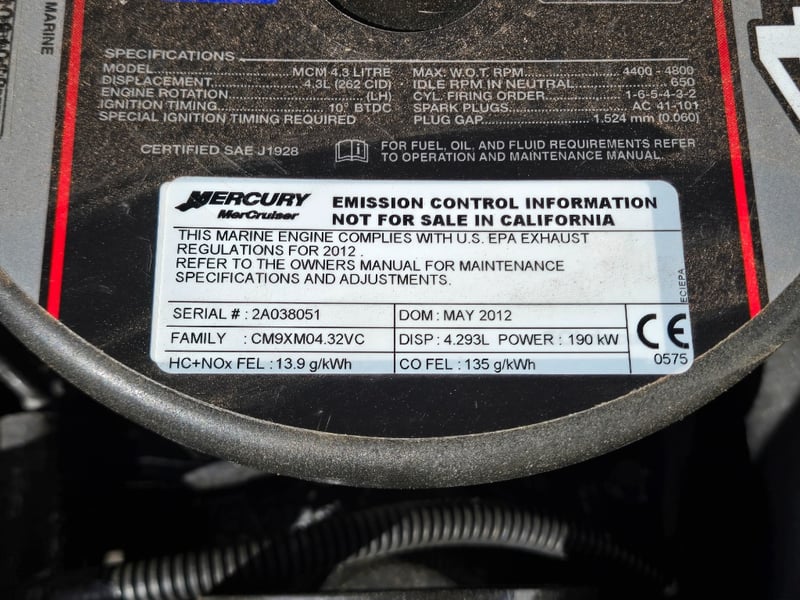 MARINE
SPECIFICATIONS
MODEL MCM 4.3 LITRE
DISPLACEMENT 4.3L (262 CID)
ENGINE ROTATION (LH)
IGNITION TIMING 10° BTDC
SPECIAL IGNITION TIMING REQUIRED
MAX. W.O.T. RPM 4400 - 4800
IDLE RPM IN NEUTRAL 650
CYL. FIRING ORDER 1-6-5-4-3-2
SPARK PLUGS AC 41-101
PLUG GAP 1.524 mm (0.060)
CERTIFIED SAE J1928
FOR FUEL, OIL, AND FLUID REQUIREMENTS REFER
TO OPERATION AND MAINTENANCE MANUAL.
MERCURY
MerCruiser
EMISSION CONTROL INFORMATION
NOT FOR SALE IN CALIFORNIA
THIS MARINE ENGINE COMPLIES WITH U.S. EPA EXHAUST
REGULATIONS FOR 2012 .
REFER TO THE OWNERS MANUAL FOR MAINTENANCE
SPECIFICATIONS AND ADJUSTMENTS.
ECIEPA
SERIAL # : 2A038051
DOM : MAY 2012
FAMILY : CM9XM04.32VC
DISP : 4.293L POWER : 190 kW
HC+NOx FEL : 13.9 g/kWh
CO FEL : 135 g/kWh
CE
0575